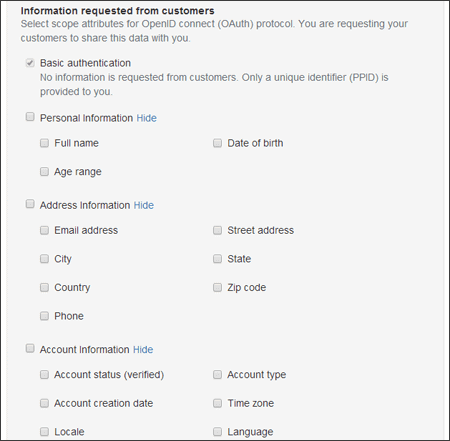 Information requested from customers
Select scope attributes for OpenID connect (OAuth) protocol. You are requesting your
customers to share this data with you.
Basic authentication
No information is requested from customers. Only a unique identifier (PPID) is
provided to you.
Personal Information Hide
Full name Date of birth
Age range
Address Information Hide
Email address Street address
City State
Country Zip code
Phone
Account Information Hide
Account status (verified) Account type
Account creation date Time zone
Locale Language